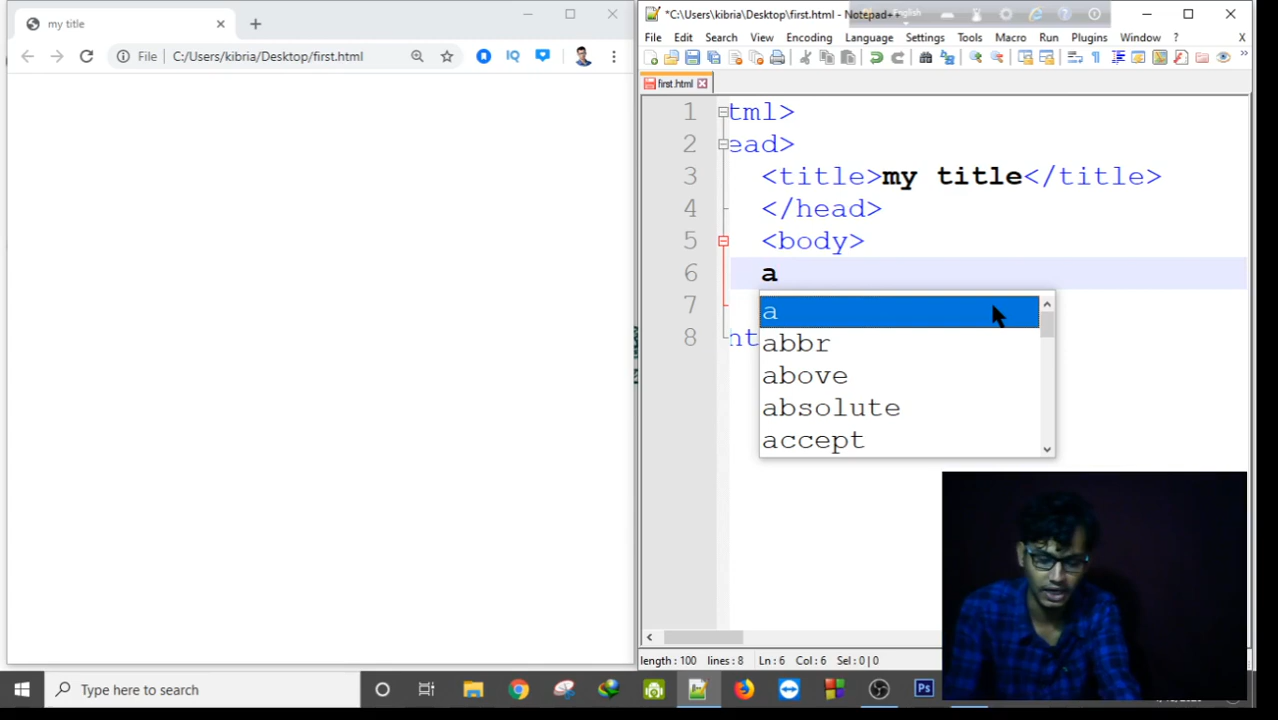 my title
File C:/Users/kibria/Desktop/first.html
*C:\Users\kibria\Desktop\first.html - Notepad++
English
File Edit Search View Encoding Language Settings Tools Macro Run Plugins Window ? X
first.html
1 tml>
2 ead>
3 <title>my title</title>
4 </head>
5 <body>
6 a
7
8 ht
a
abbr
above
absolute
accept
length : 100 lines : 8 Ln : 6 Col : 6 Sel : 0 | 0
Type here to search
Ps